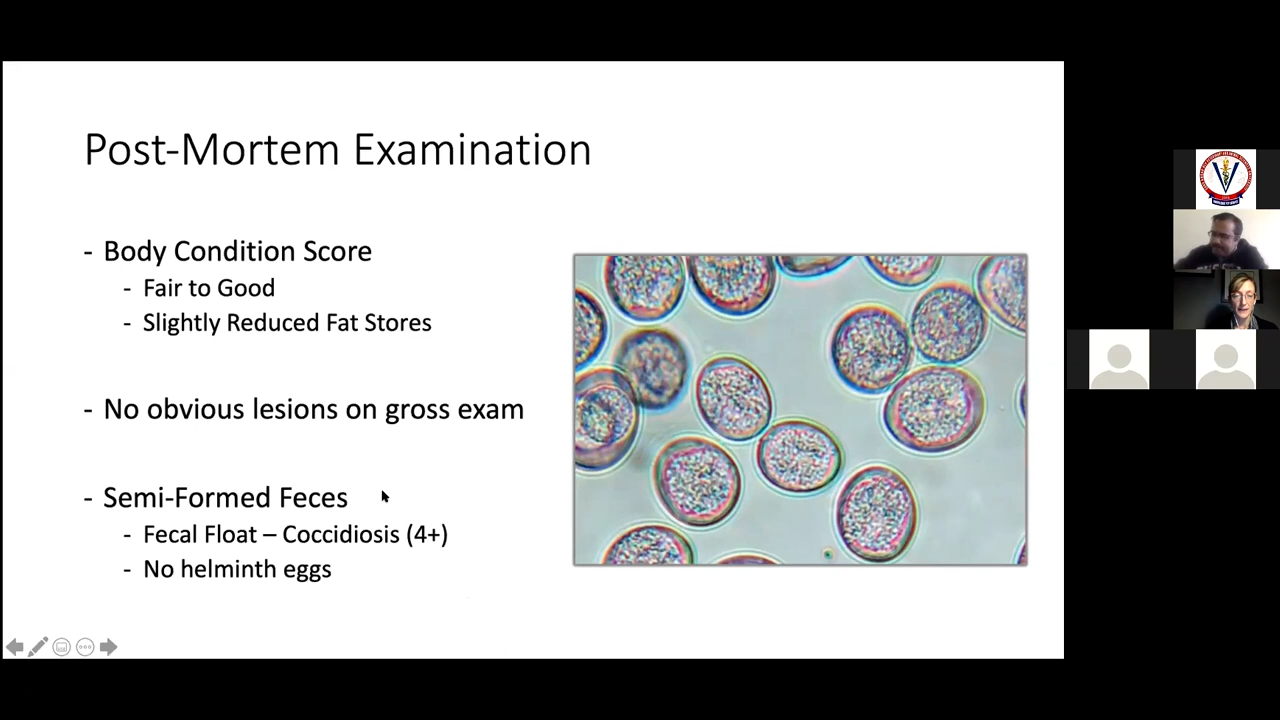 Post-Mortem Examination
- Body Condition Score
- Fair to Good
- Slightly Reduced Fat Stores
- No obvious lesions on gross exam
- Semi-Formed Feces
- Fecal Float – Coccidiosis (4+)
- No helminth eggs
V